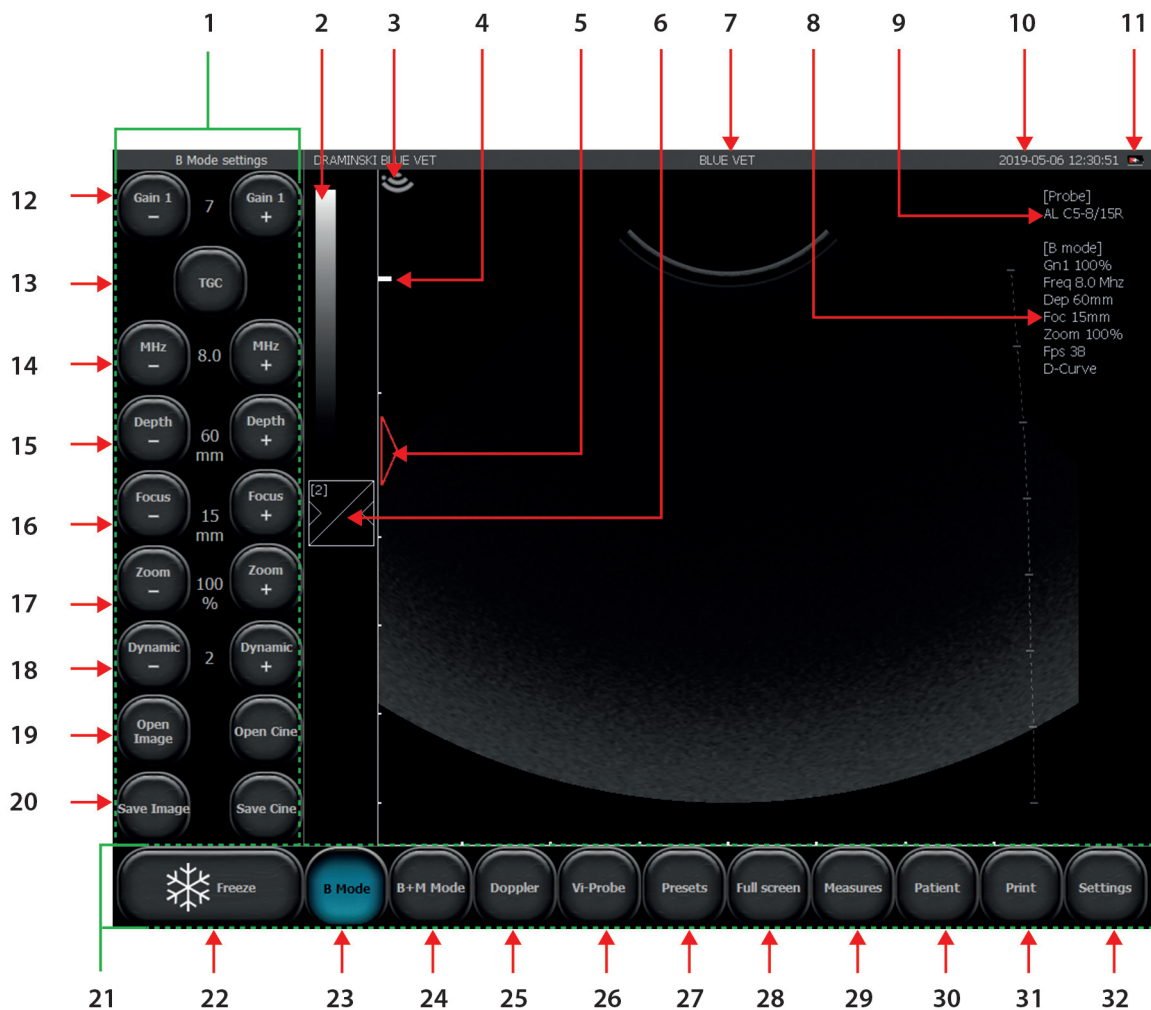 1 2 3 4 5 6 7 8 9 10 11
B Mode settings DRAMINSKI BLUE VET BLUE VET 2019-05-06 12:30:51
12
Gain 1
−
7
Gain 1
+
[Probe]
AL C5-8/15R
13
TGC
[B mode]
Gn1 100%
Freq 8.0 Mhz
Dep 60mm
Foc 15mm
Zoom 100%
Fps 38
D-Curve
14
MHz
−
8.0
MHz
+
15
Depth
−
60
mm
Depth
+
[2]
16
Focus
−
15
mm
Focus
+
17
Zoom
−
100
%
Zoom
+
18
Dynamic
−
2
Dynamic
+
19
Open
Image
Open Cine
20
Save Image
Save Cine
Freeze B Mode B+M Mode Doppler Vi-Probe Presets Full screen Measures Patient Print Settings
21 22 23 24 25 26 27 28 29 30 31 32